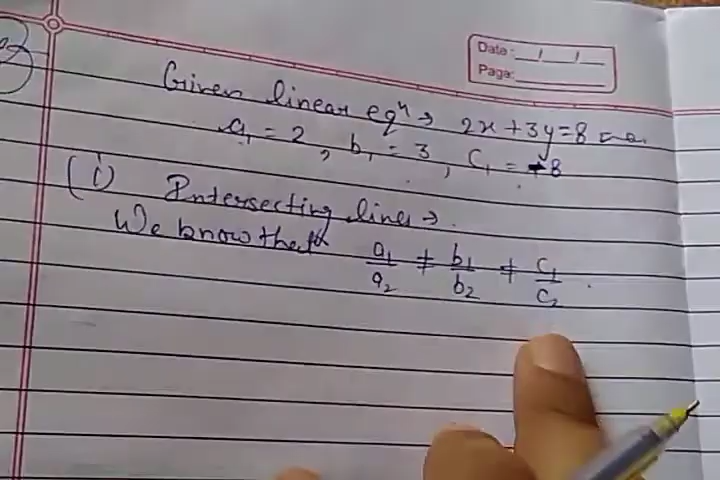 Date: / /
Page:
Given linear eqⁿ → 2x + 3y = 8
a₁ = 2, b₁ = 3, c₁ = -8
(i) Intersecting lines →
We know that a₁/a₂ ≠ b₁/b₂ ≠ c₁/c₂